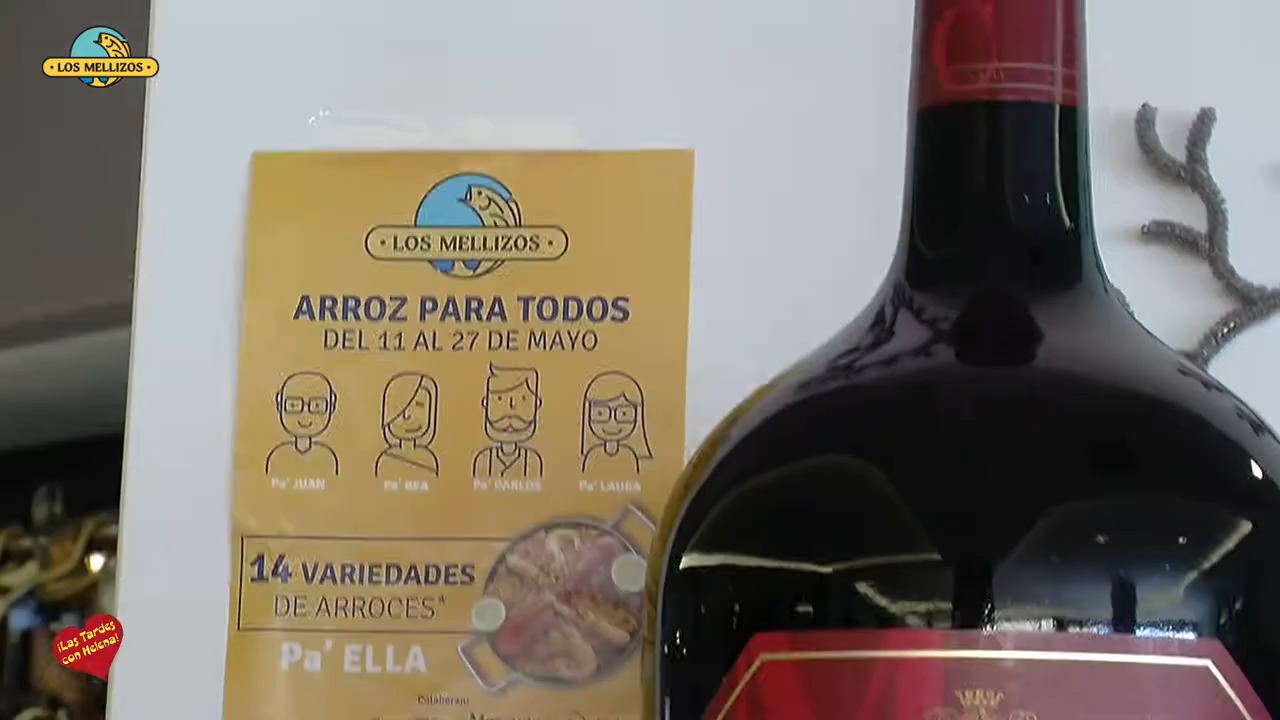 · LOS MELLIZOS ·
· LOS MELLIZOS ·
ARROZ PARA TODOS
DEL 11 AL 27 DE MAYO
Pa' JUAN
Pa' BEA
Pa' CARLOS
Pa' LAURA
14 VARIEDADES
DE ARROCES*
Pa' ELLA
Colaboran:
¡Las Tardes
con Helena!